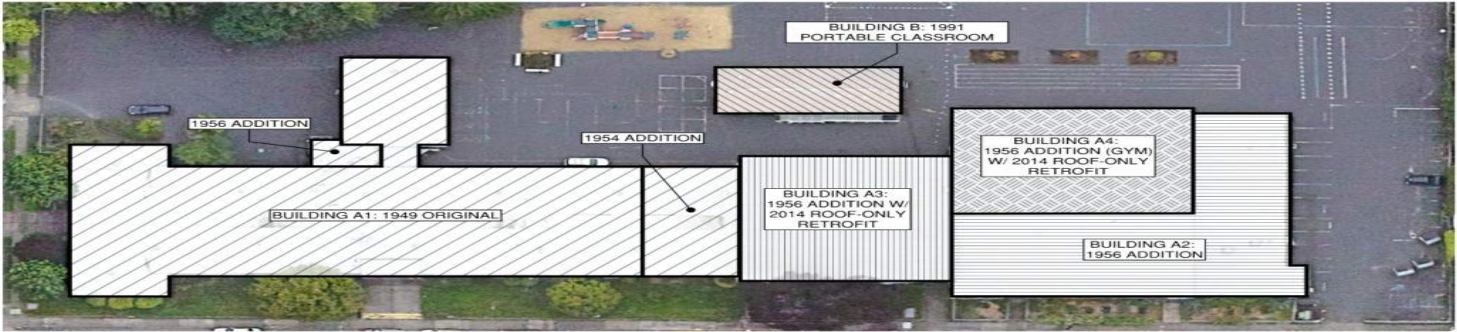 BUILDING B: 1991
PORTABLE CLASSROOM
1956 ADDITION
1954 ADDITION
BUILDING A4:
1956 ADDITION (GYM)
W/ 2014 ROOF-ONLY
RETROFIT
BUILDING A3:
1956 ADDITION W/
2014 ROOF-ONLY
RETROFIT
BUILDING A1: 1949 ORIGINAL
BUILDING A2:
1956 ADDITION